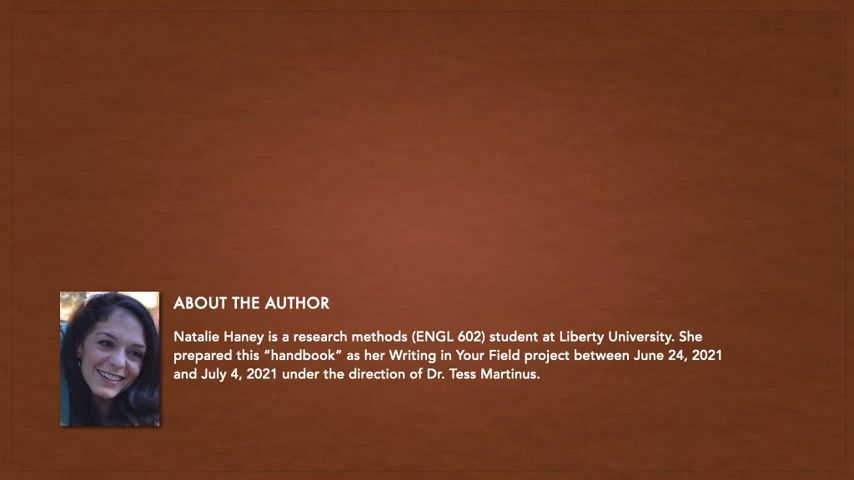 ABOUT THE AUTHOR
Natalie Haney is a research methods (ENGL 602) student at Liberty University. She
prepared this “handbook” as her Writing in Your Field project between June 24, 2021
and July 4, 2021 under the direction of Dr. Tess Martinus.